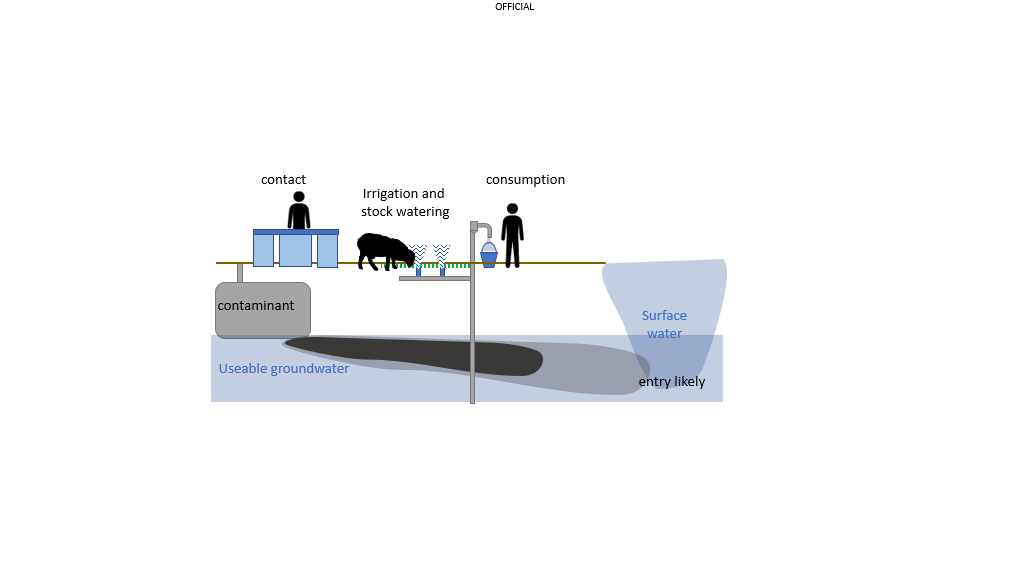 OFFICIAL
contact
Irrigation and
stock watering
consumption
contaminant
Surface
water
Useable groundwater
entry likely